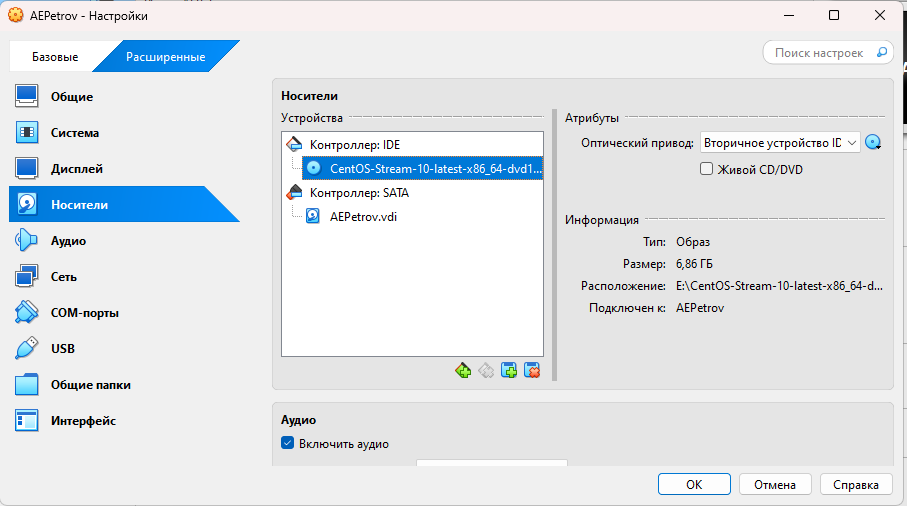 AEPetrov - Настройки
Базовые
Расширенные
Поиск настроек
Общие
Система
Дисплей
Носители
Аудио
Сеть
COM-порты
USB
Общие папки
Интерфейс
Носители
Устройства
Контроллер: IDE
CentOS-Stream-10-latest-x86_64-dvd1...
Контроллер: SATA
AEPetrov.vdi
Атрибуты
Оптический привод: Вторичное устройство ID
Живой CD/DVD
Информация
Тип: Образ
Размер: 6,86 ГБ
Расположение: E:\CentOS-Stream-10-latest-x86_64-d...
Подключен к: AEPetrov
Аудио
Включить аудио
ОК
Отмена
Справка